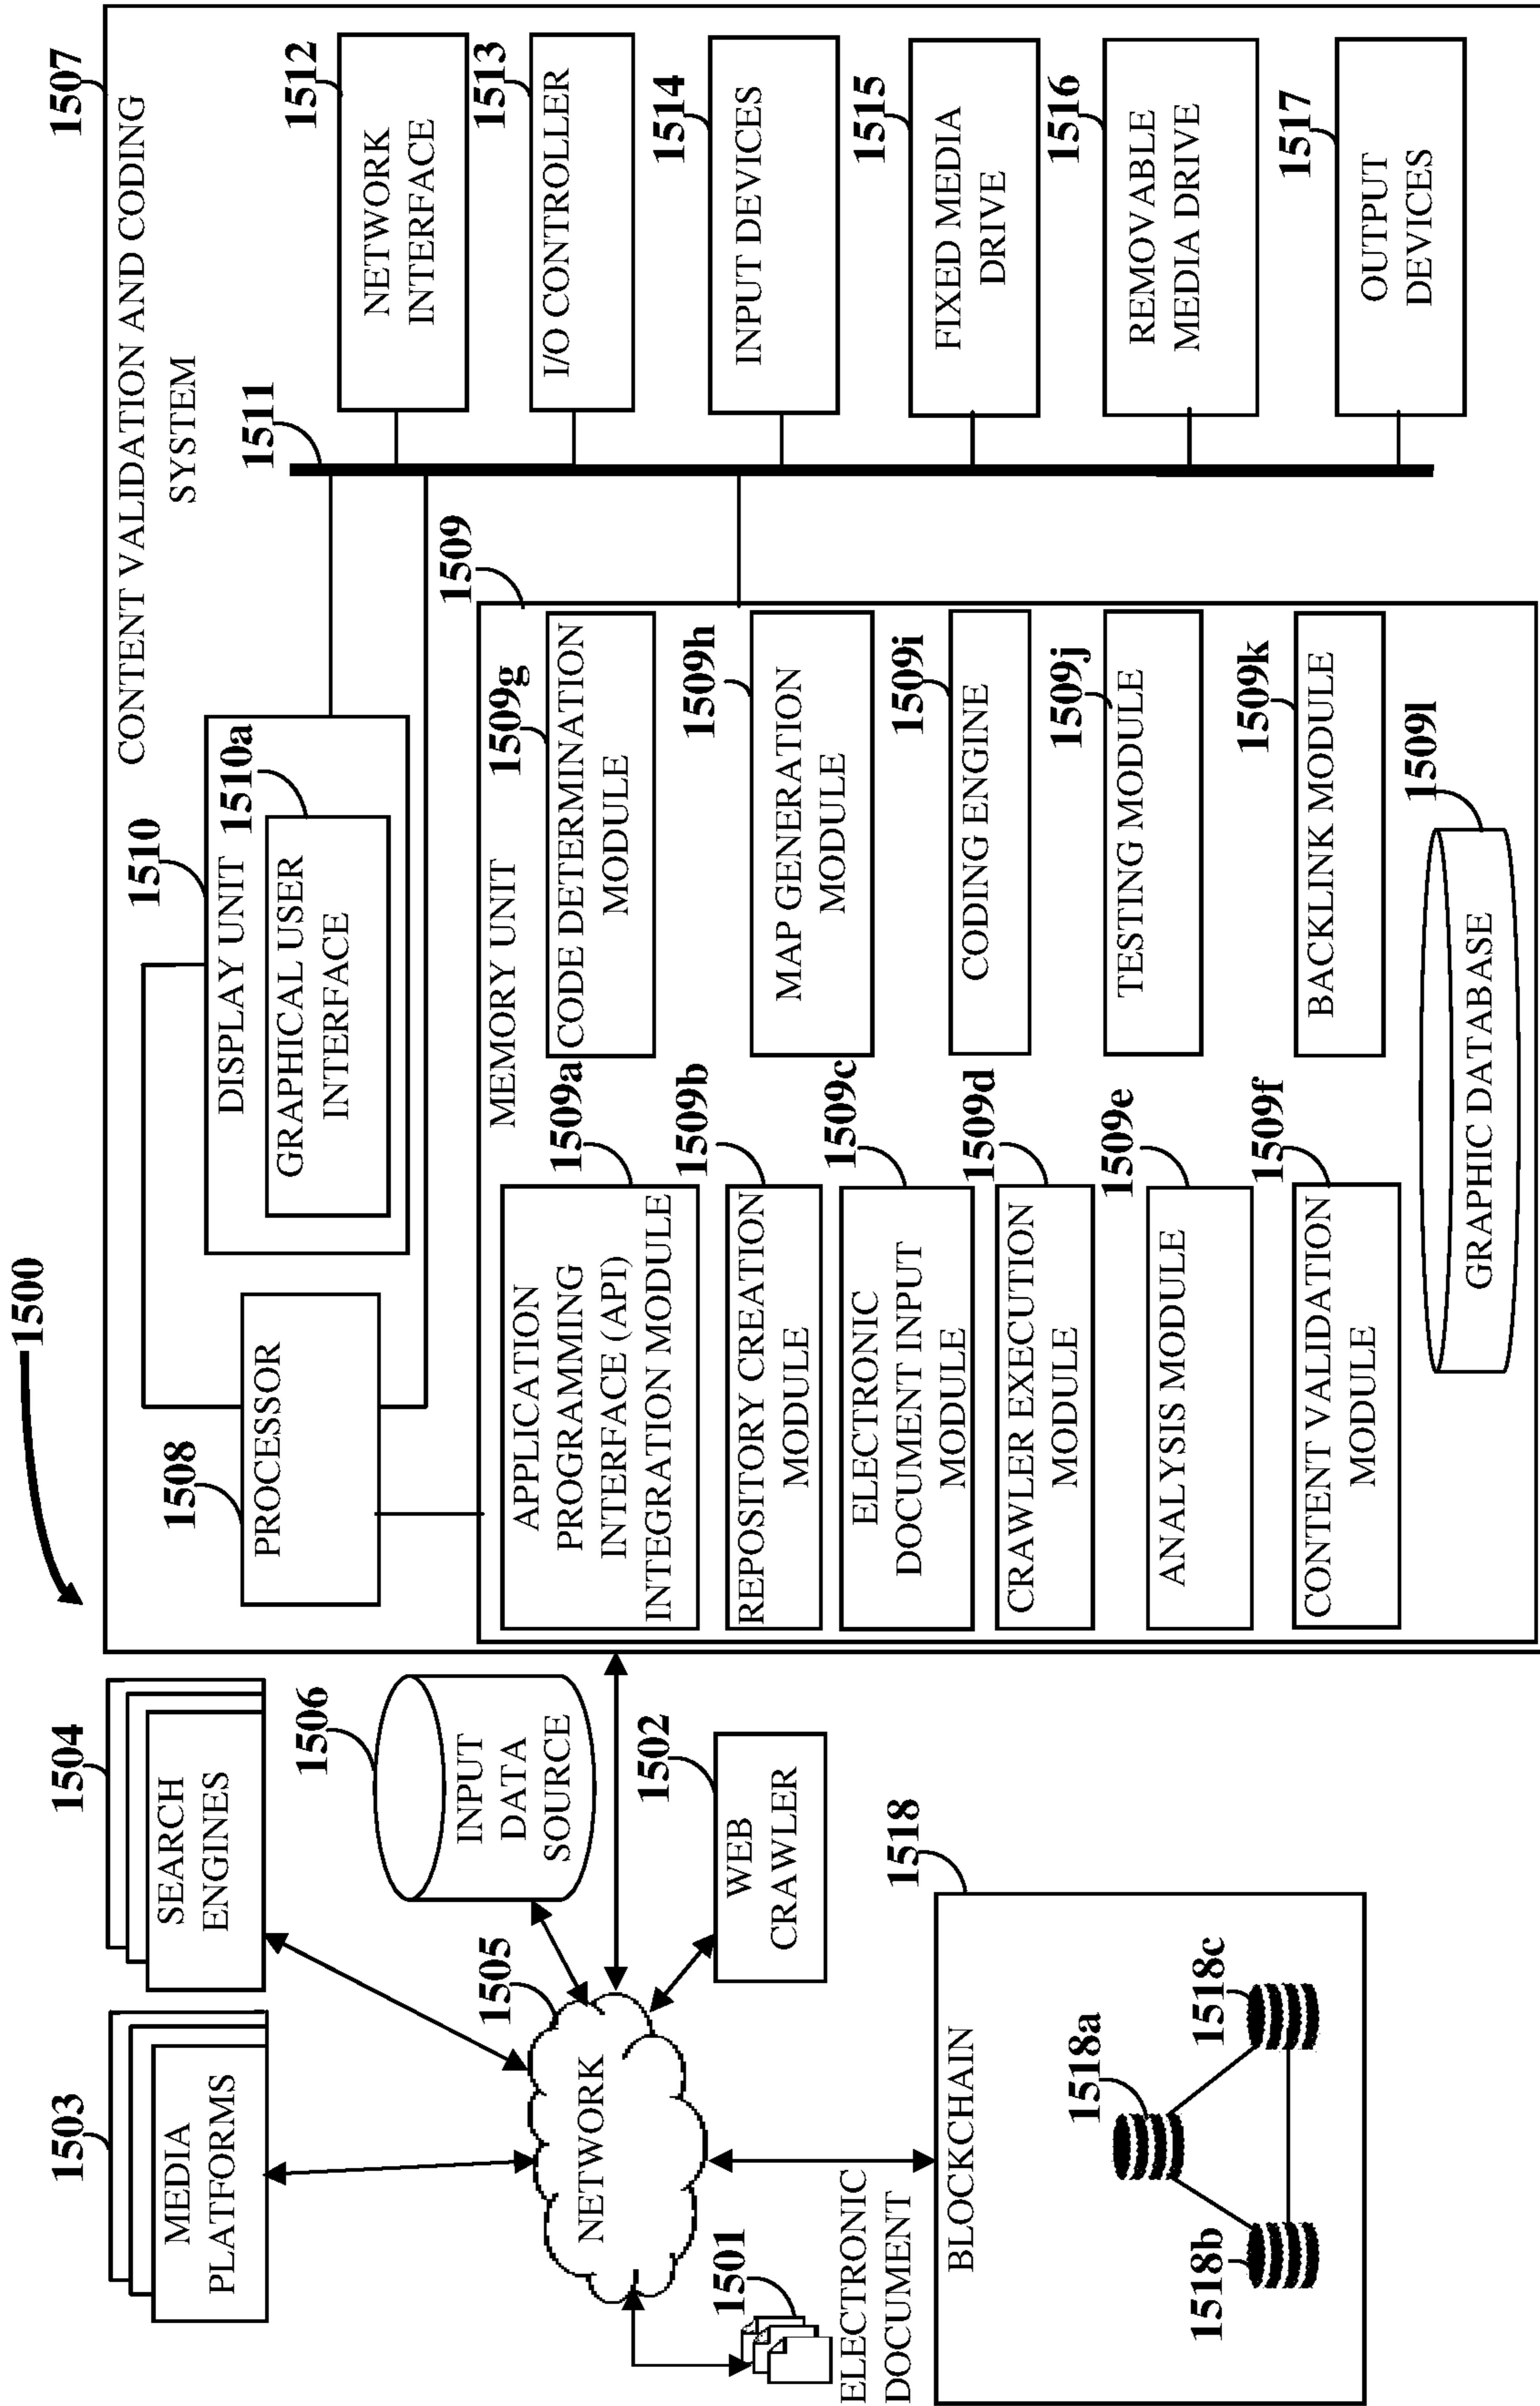 1500
1503
MEDIA
PLATFORMS
1504
SEARCH
ENGINES
1505
NETWORK
1506
INPUT
DATA
SOURCE
1502
WEB
CRAWLER
1501
ELECTRONIC
DOCUMENT
1518
BLOCKCHAIN
1518a
1518b
1518c
1507
CONTENT VALIDATION AND CODING
SYSTEM
1508
PROCESSOR
1510
DISPLAY UNIT
1510a
GRAPHICAL USER
INTERFACE
1511
1509
MEMORY UNIT
1509a
APPLICATION
PROGRAMMING
INTERFACE (API)
INTEGRATION MODULE
1509b
REPOSITORY CREATION
MODULE
1509c
ELECTRONIC
DOCUMENT INPUT
MODULE
1509d
CRAWLER EXECUTION
MODULE
1509e
ANALYSIS MODULE
1509f
CONTENT VALIDATION
MODULE
1509g
CODE DETERMINATION
MODULE
1509h
MAP GENERATION
MODULE
1509i
CODING ENGINE
1509j
TESTING MODULE
1509k
BACKLINK MODULE
1509l
GRAPHIC DATABASE
1512
NETWORK
INTERFACE
1513
I/O CONTROLLER
1514
INPUT DEVICES
1515
FIXED MEDIA
DRIVE
1516
REMOVABLE
MEDIA DRIVE
1517
OUTPUT
DEVICES